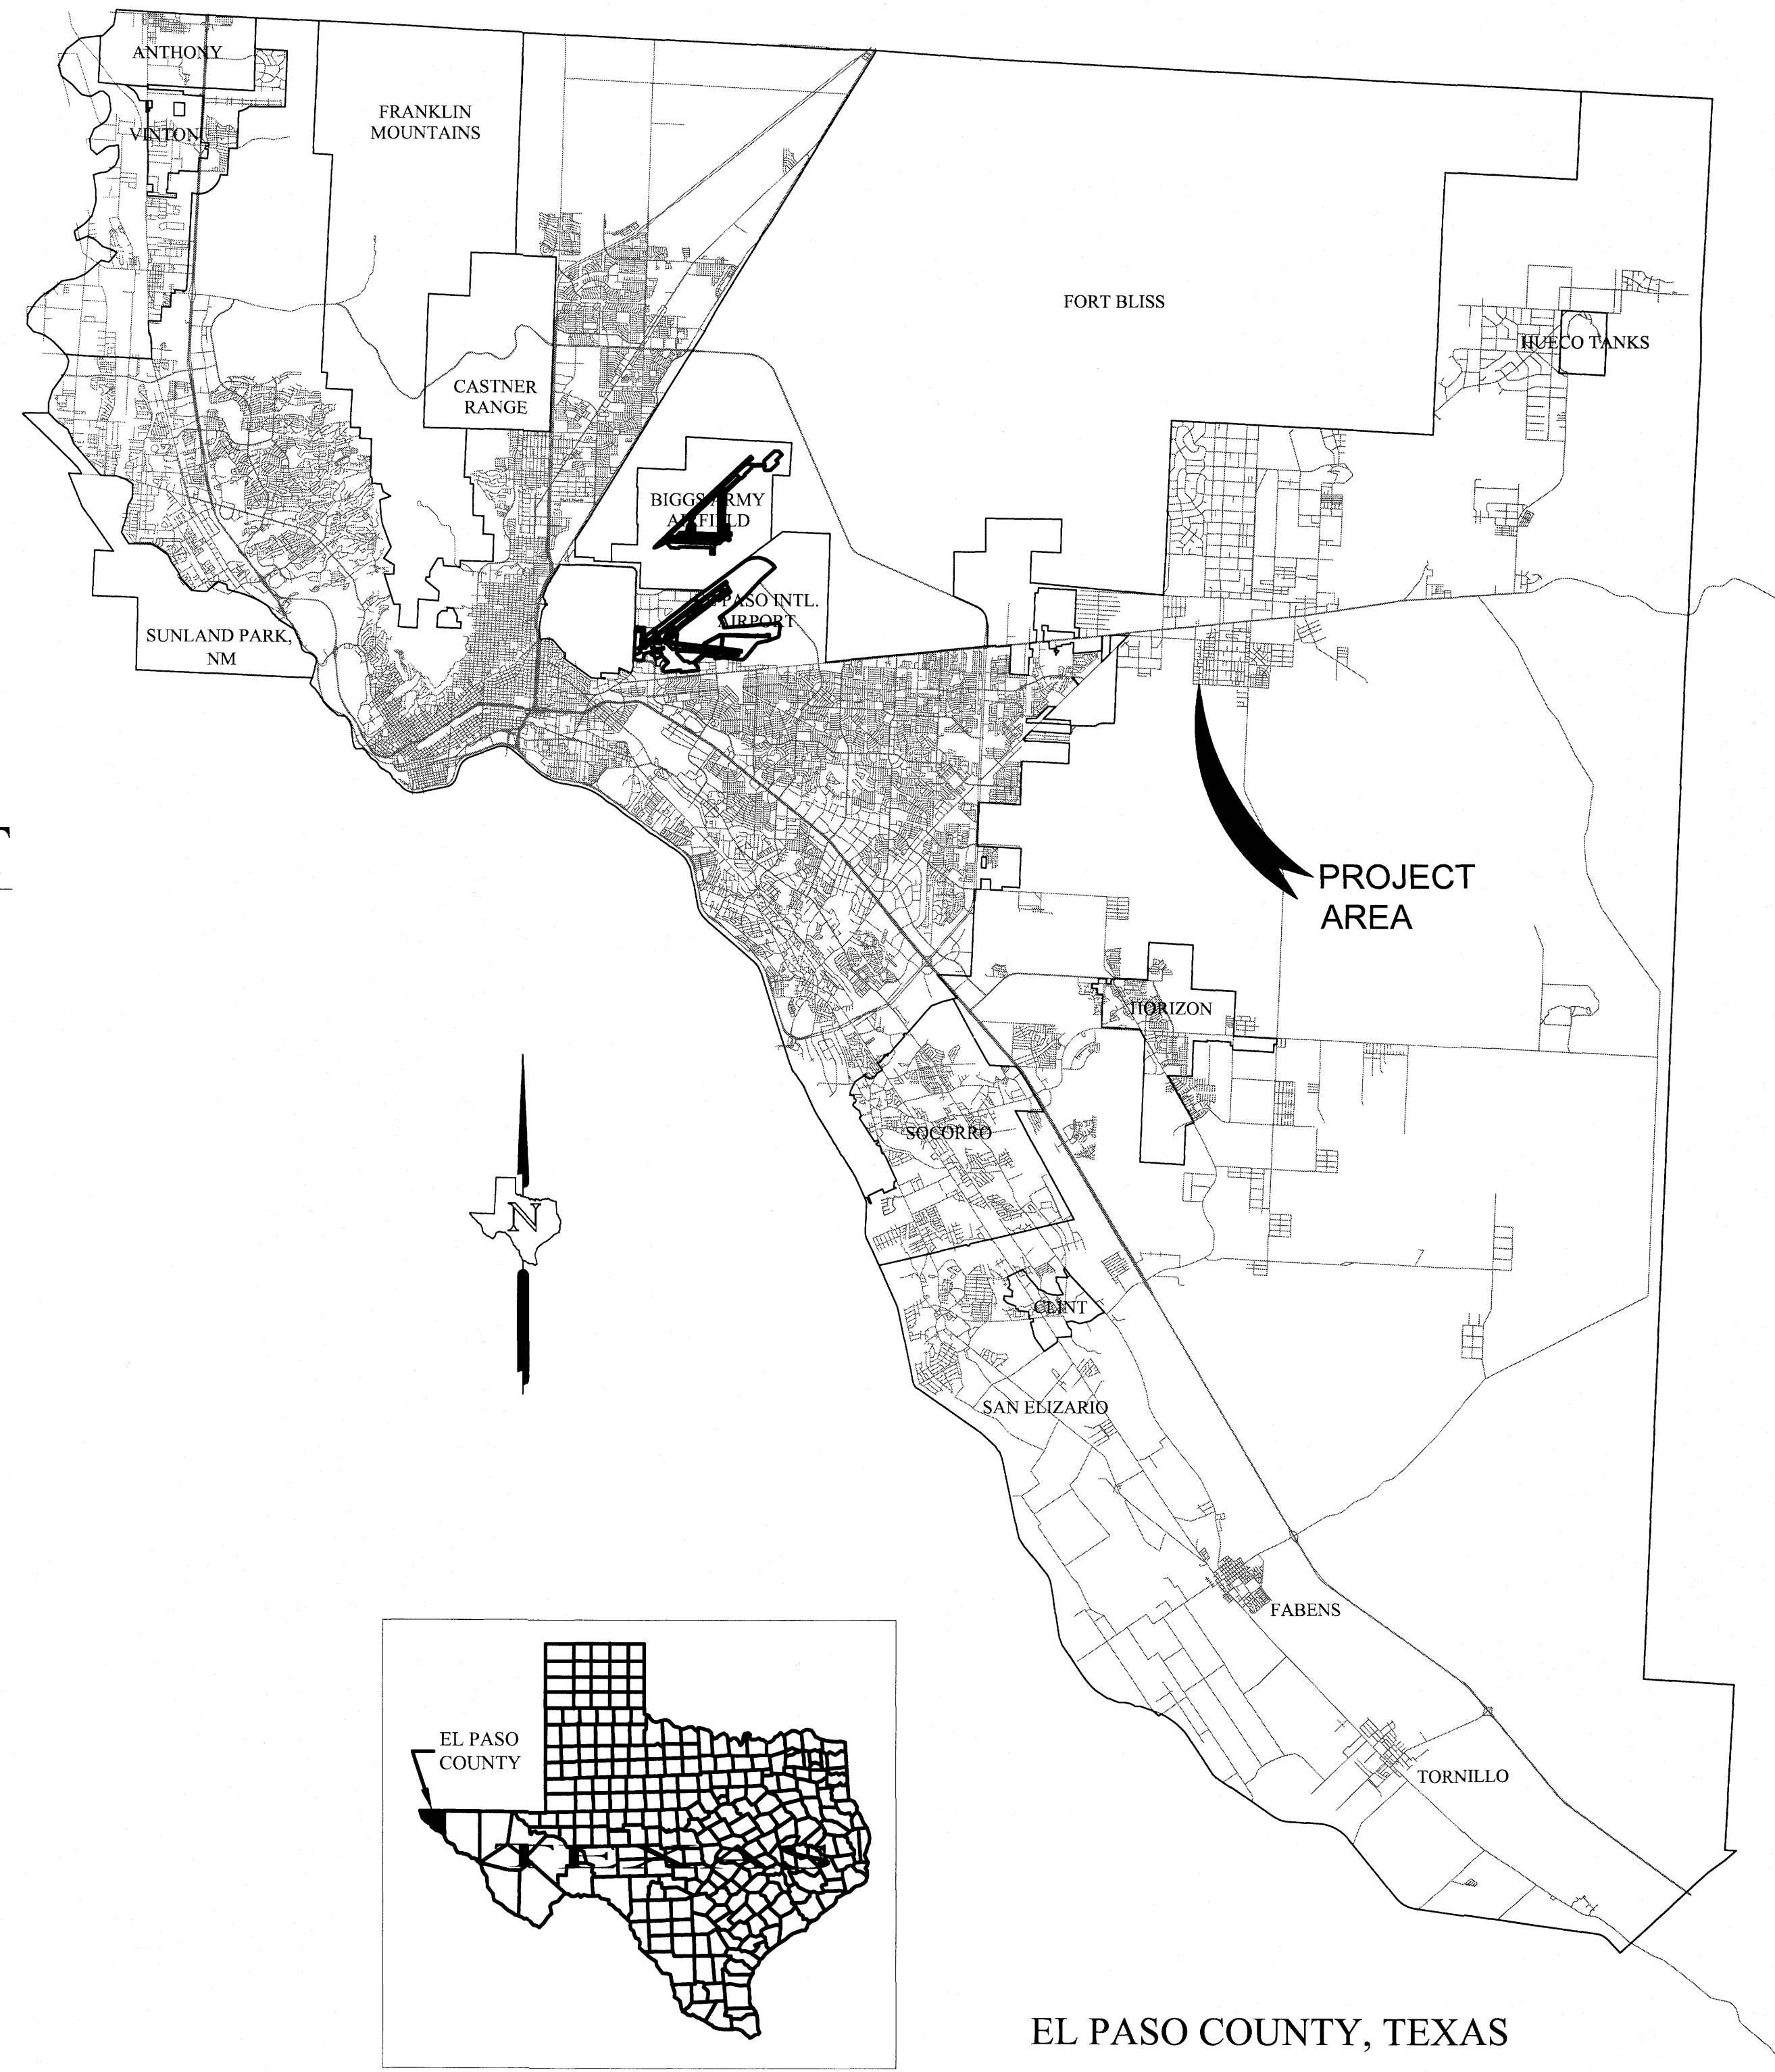 ANTHONY
VINTON
FRANKLIN
MOUNTAINS
FORT BLISS
HUECO TANKS
CASTNER
RANGE
BIGGS ARMY
AIRFIELD
PASO INTL.
AIRPORT
SUNLAND PARK,
NM
PROJECT
AREA
HORIZON
SOCORRO
N
CLINT
SAN ELIZARIO
FABENS
TORNILLO
EL PASO
COUNTY
EL PASO COUNTY, TEXAS